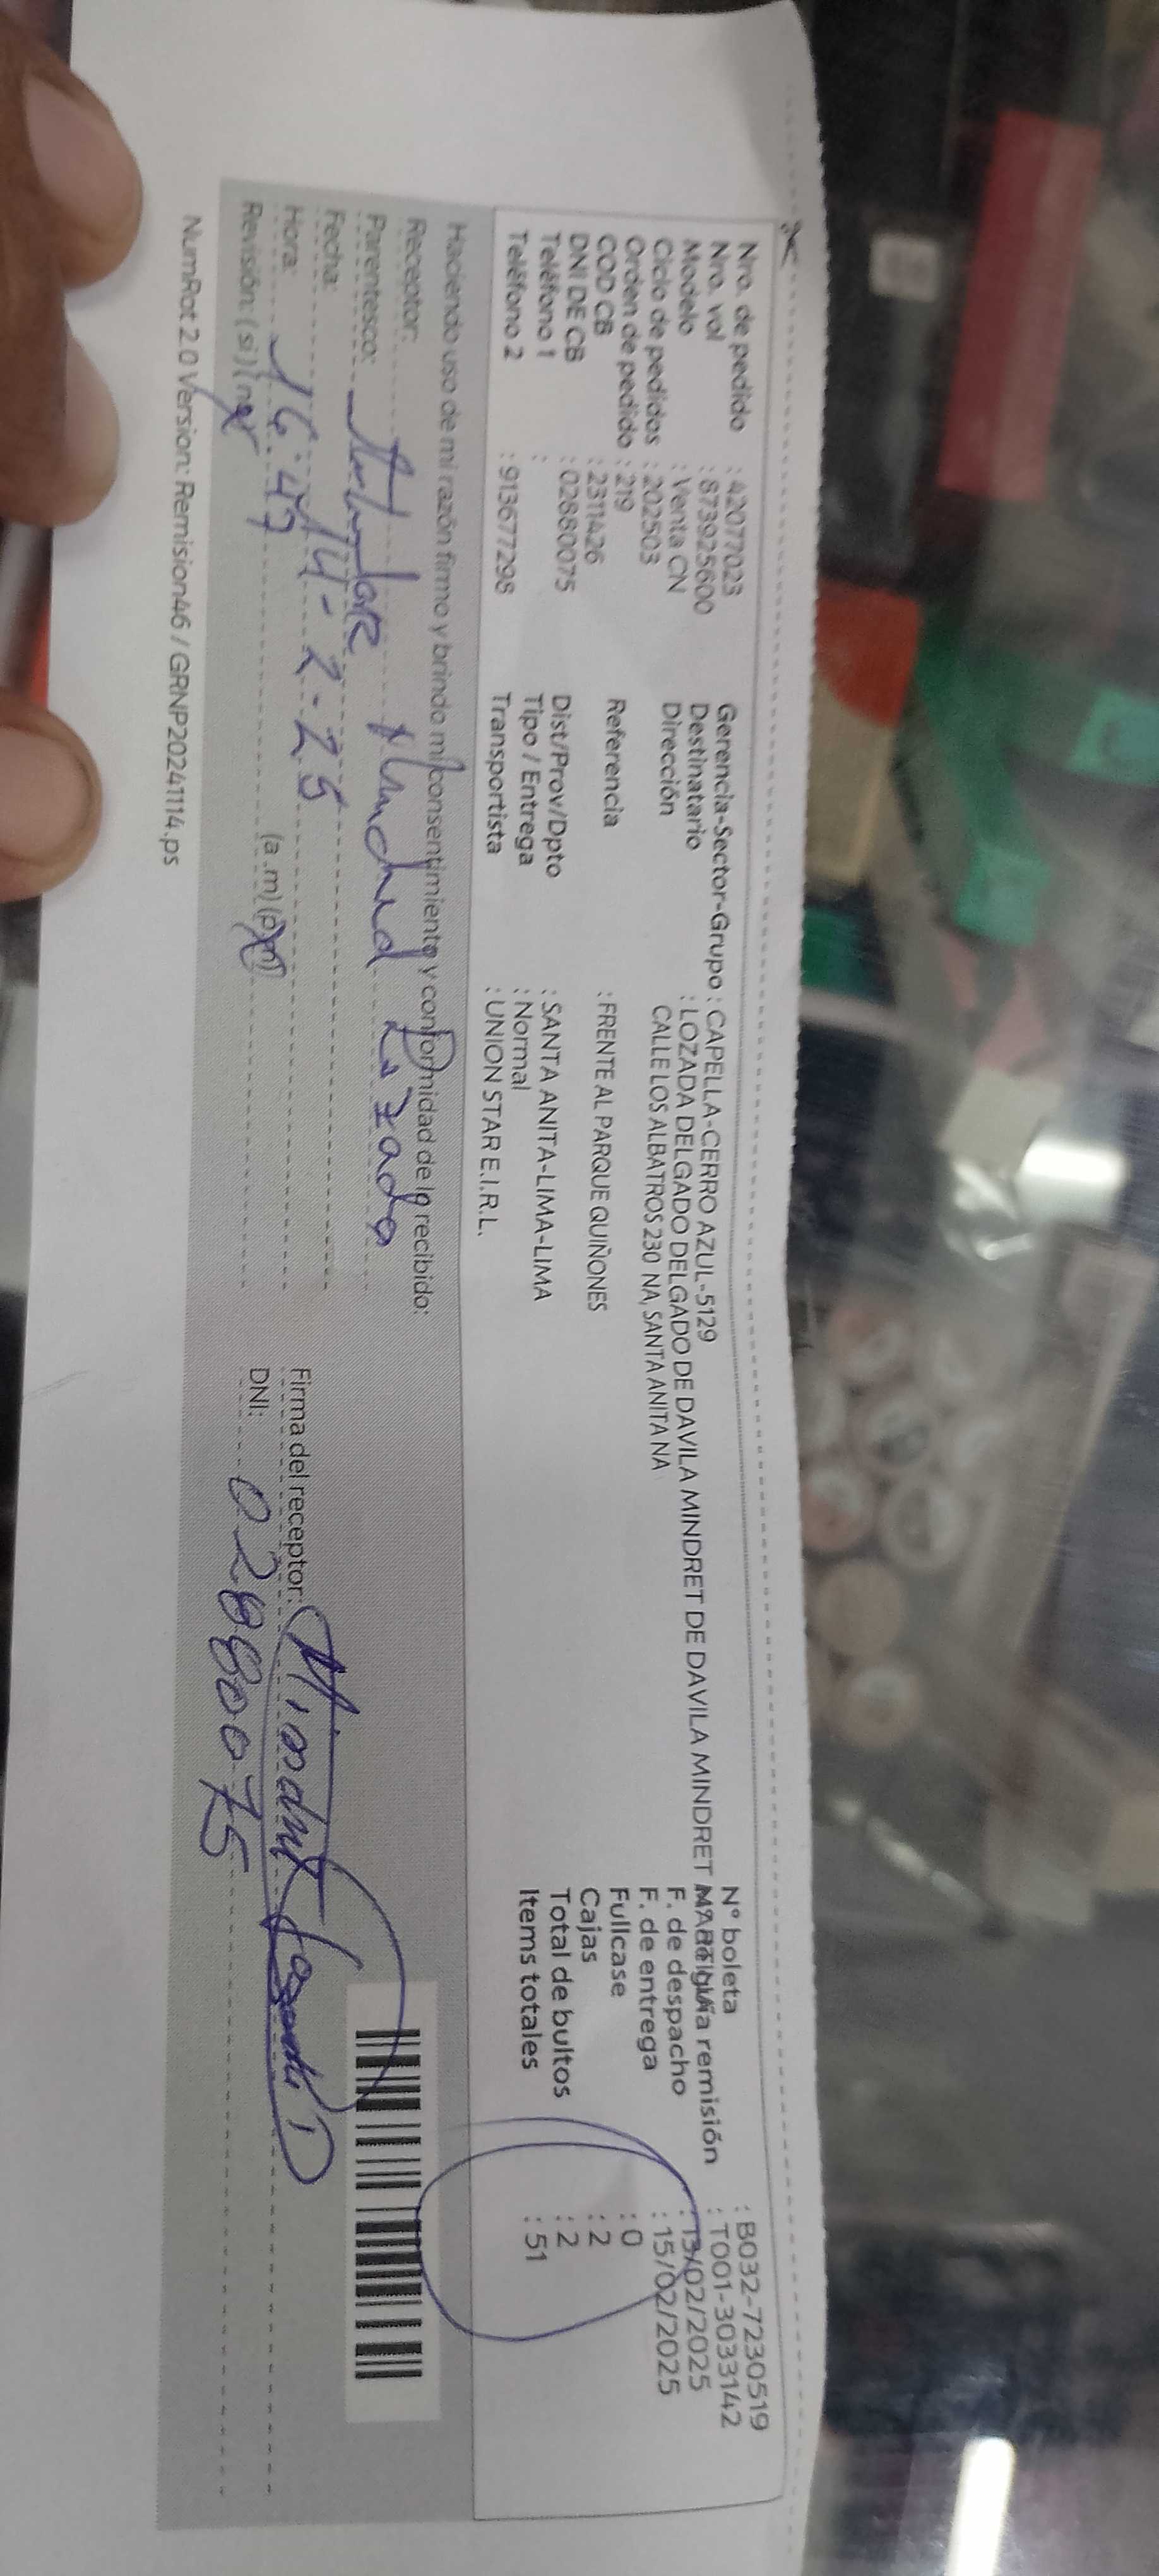 Nro. de pedido : 42077023
Nro. vol : 873925600
Modelo : Venta CN
Ciclo de pedidos : 202503
Orden de pedido : 219
COD CB : 2311426
DNI DE CB : 02880075
Teléfono 1 :
Teléfono 2 : 913677298
Gerencia-Sector-Grupo : CAPELLA-CERRO AZUL-5129
Destinatario : LOZADA DELGADO DELGADO DE DAVILA MINDRET DE DAVILA MINDRET
Dirección CALLE LOS ALBATROS 230 NA, SANTA ANITA NA
Referencia : FRENTE AL PARQUE QUIÑONES
Dist/Prov/Dpto : SANTA ANITA-LIMA-LIMA
Tipo / Entrega : Normal
Transportista : UNION STAR E.I.R.L.
N° boleta : B032-7230519
guía remisión : T001-3033142
F. de despacho : 13/02/2025
F. de entrega : 15/02/2025
Fullcase : 0
Cajas : 2
Total de bultos : 2
Items totales : 51
Haciendo uso de mi razón firmo y brindo mi consentimiento y conformidad de lo recibido:
Receptor:
Parentesco:
Fecha: 14-2-25
Hora: 16:47 (a.m) (p.m)
Revisión: (si) (no)
Firma del receptor:
DNI: 02880075
NumRot 2.0 Version: Remision46 / GRNP20241114.ps